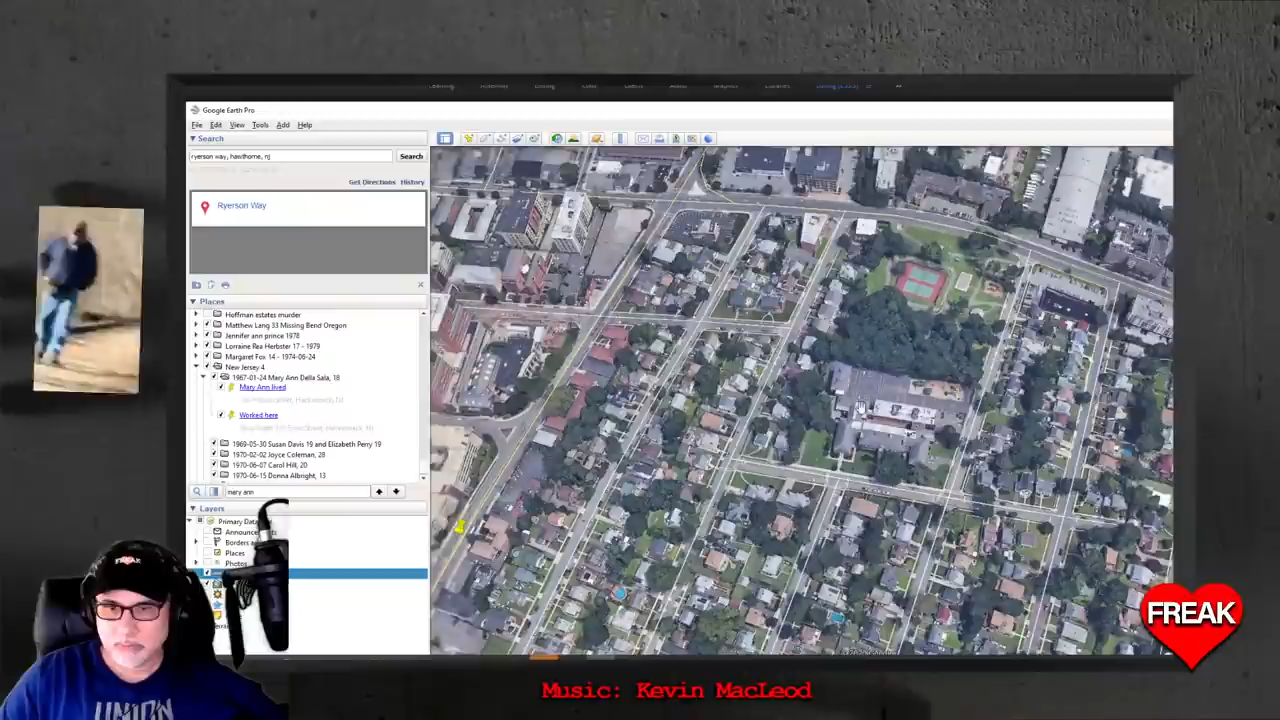 Google Earth Pro
File Edit View Tools Add Help
Search
ryerson way, hawthorne, nj
Search
Get Directions History
Ryerson Way
Places
Hoffman estates murder
Matthew Lang 33 Missing Bend Oregon
Jennifer ann prince 1978
Lorraine Rea Herbster 17 - 1979
Margaret Fox 14 - 1974-06-24
New Jersey 4
1967-01-24 Mary Ann Della Sala, 18
Mary Ann lived
Worked here
1969-05-30 Susan Davis 19 and Elizabeth Perry 19
1970-02-02 Joyce Coleman, 28
1970-06-07 Carol Hill, 20
1970-06-15 Donna Albright, 13
mary ann
Layers
Primary Data
Announce
Borders a
Places
Photos
FREAK
UNION
FREAK
Music: Kevin MacLeod